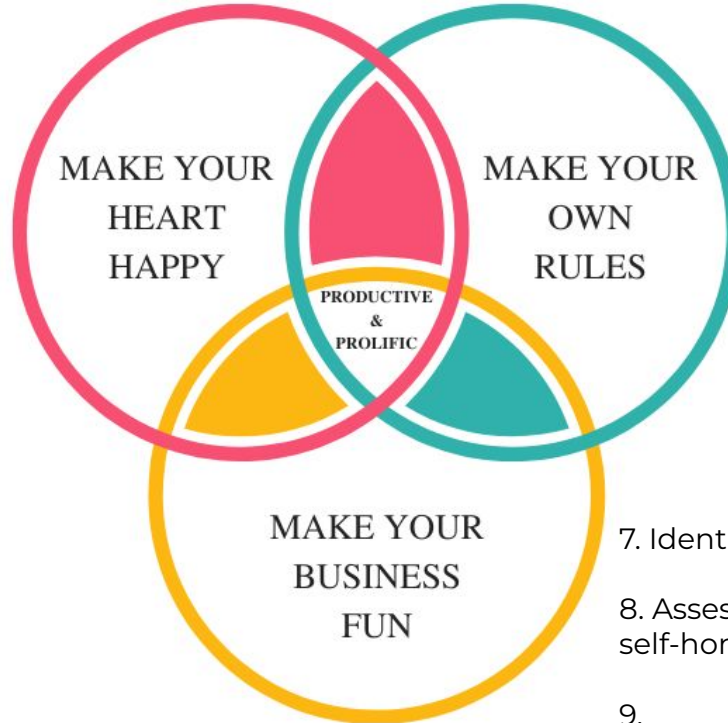 MAKE YOUR
HEART
HAPPY
MAKE YOUR
OWN
RULES
PRODUCTIVE
&
PROLIFIC
MAKE YOUR
BUSINESS
FUN
7. Ident
8. Asses
self-hor
9.